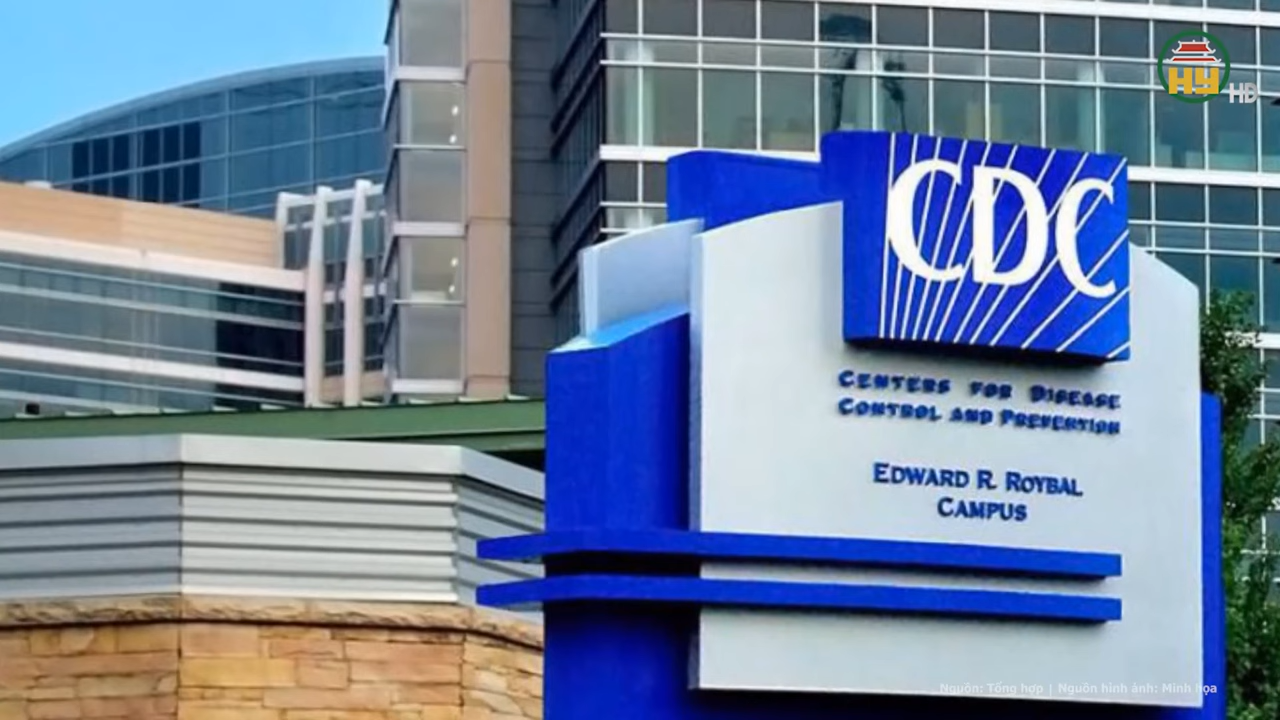 HY HD
CDC
CENTERS FOR DISEASE
CONTROL AND PREVENTION
EDWARD R. ROYBAL
CAMPUS
Nguồn: Tổng hợp | Nguồn hình ảnh: Minh họa